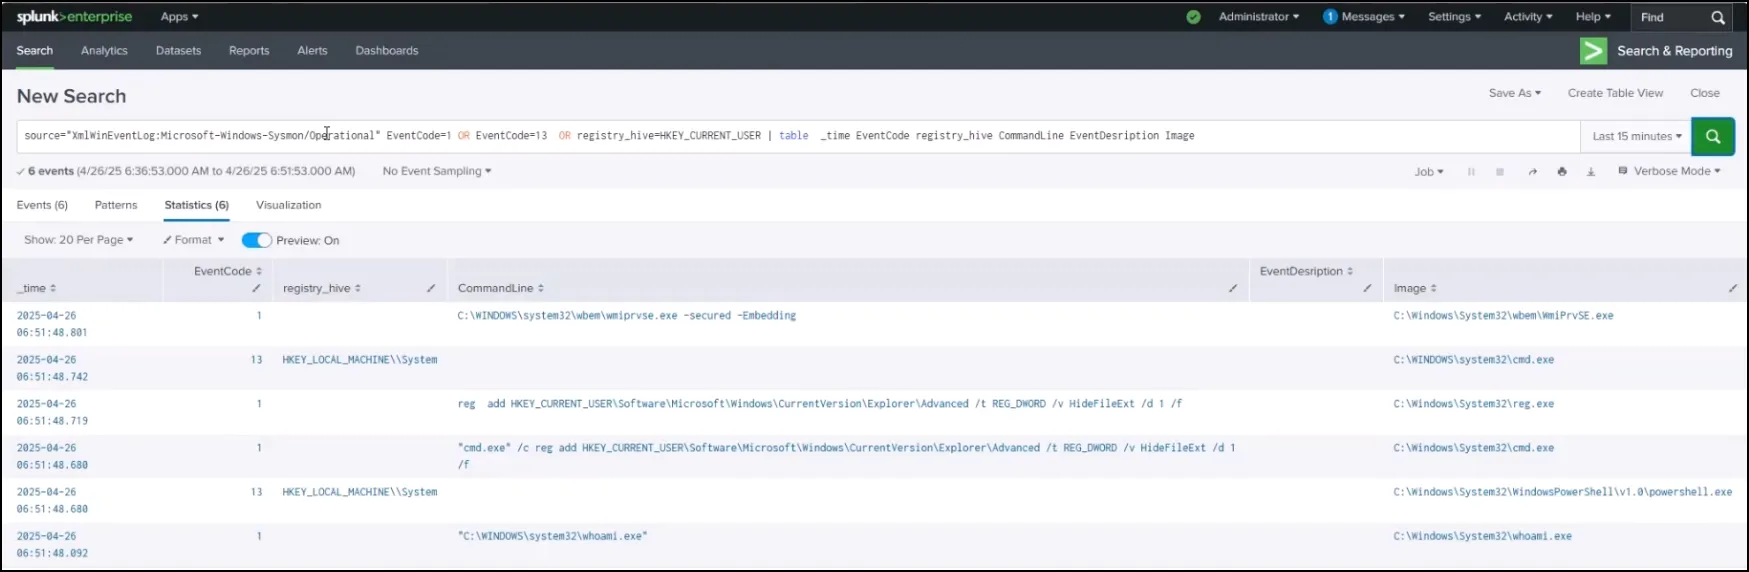 splunk>enterprise Apps Administrator 1 Messages Settings Activity Help Find
Search Analytics Datasets Reports Alerts Dashboards Search & Reporting
New Search Save As Create Table View Close
source="XmlWinEventLog:Microsoft-Windows-Sysmon/Operational" EventCode=1 OR EventCode=13 OR registry_hive=HKEY_CURRENT_USER | table _time EventCode registry_hive CommandLine EventDesription Image Last 15 minutes
6 events (4/26/25 6:36:53.000 AM to 4/26/25 6:51:53.000 AM) No Event Sampling Job Verbose Mode
Events (6) Patterns Statistics (6) Visualization
Show: 20 Per Page Format Preview: On
_time EventCode registry_hive CommandLine EventDesription Image
2025-04-26 1 C:\WINDOWS\system32\wbem\wmiprvse.exe -secured -Embedding C:\Windows\System32\wbem\WmiPrvSE.exe
06:51:48.801
2025-04-26 13 HKEY_LOCAL_MACHINE\\System C:\WINDOWS\system32\cmd.exe
06:51:48.742
2025-04-26 1 reg add HKEY_CURRENT_USER\Software\Microsoft\Windows\CurrentVersion\Explorer\Advanced /t REG_DWORD /v HideFileExt /d 1 /f C:\Windows\System32\reg.exe
06:51:48.719
2025-04-26 1 "cmd.exe" /c reg add HKEY_CURRENT_USER\Software\Microsoft\Windows\CurrentVersion\Explorer\Advanced /t REG_DWORD /v HideFileExt /d 1 C:\Windows\System32\cmd.exe
06:51:48.680 /f
2025-04-26 13 HKEY_LOCAL_MACHINE\\System C:\Windows\System32\WindowsPowerShell\v1.0\powershell.exe
06:51:48.680
2025-04-26 1 "C:\WINDOWS\system32\whoami.exe" C:\Windows\System32\whoami.exe
06:51:48.092